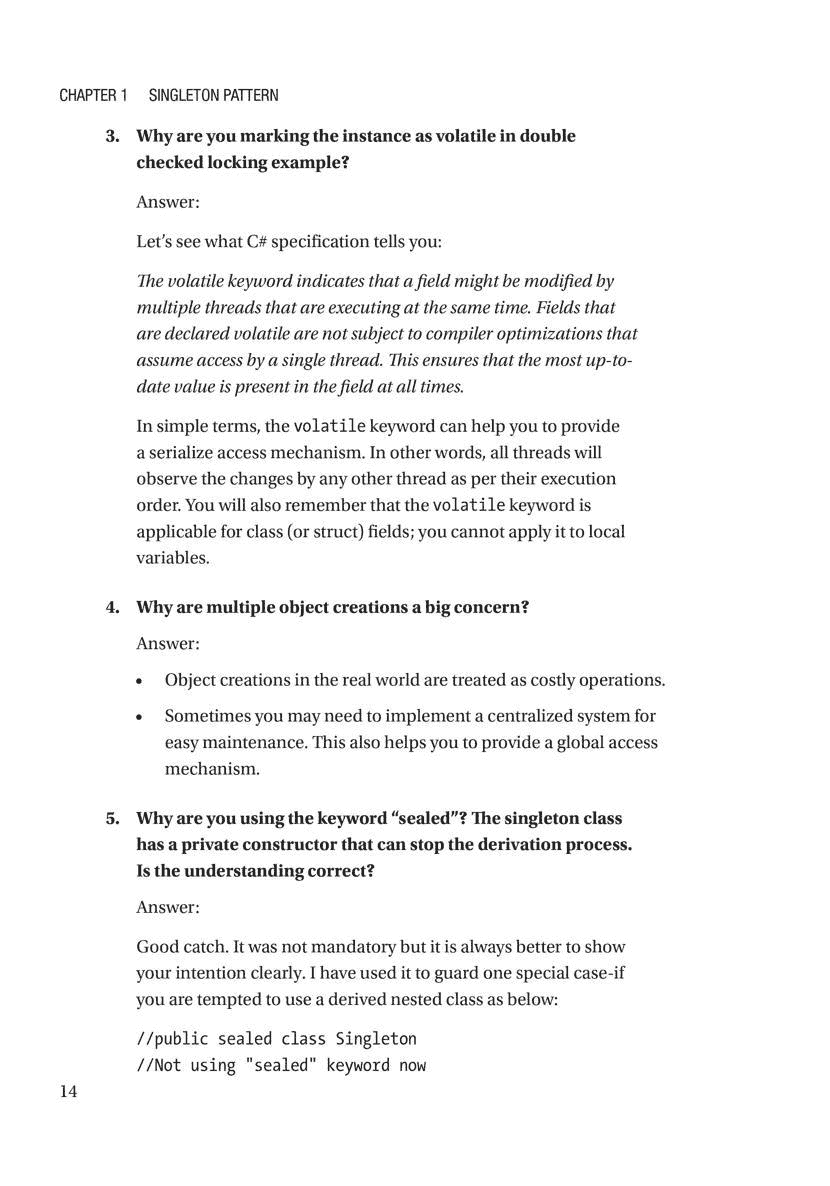 CHAPTER 1 SINGLETON PATTERN
3. Why are you marking the instance as volatile in double
checked locking example?
Answer:
Let’s see what C# specification tells you:
The volatile keyword indicates that a field might be modified by
multiple threads that are executing at the same time. Fields that
are declared volatile are not subject to compiler optimizations that
assume access by a single thread. This ensures that the most up-to-
date value is present in the field at all times.
In simple terms, the volatile keyword can help you to provide
a serialize access mechanism. In other words, all threads will
observe the changes by any other thread as per their execution
order. You will also remember that the volatile keyword is
applicable for class (or struct) fields; you cannot apply it to local
variables.
4. Why are multiple object creations a big concern?
Answer:
• Object creations in the real world are treated as costly operations.
• Sometimes you may need to implement a centralized system for
easy maintenance. This also helps you to provide a global access
mechanism.
5. Why are you using the keyword “sealed”? The singleton class
has a private constructor that can stop the derivation process.
Is the understanding correct?
Answer:
Good catch. It was not mandatory but it is always better to show
your intention clearly. I have used it to guard one special case-if
you are tempted to use a derived nested class as below:
//public sealed class Singleton
//Not using "sealed" keyword now
14